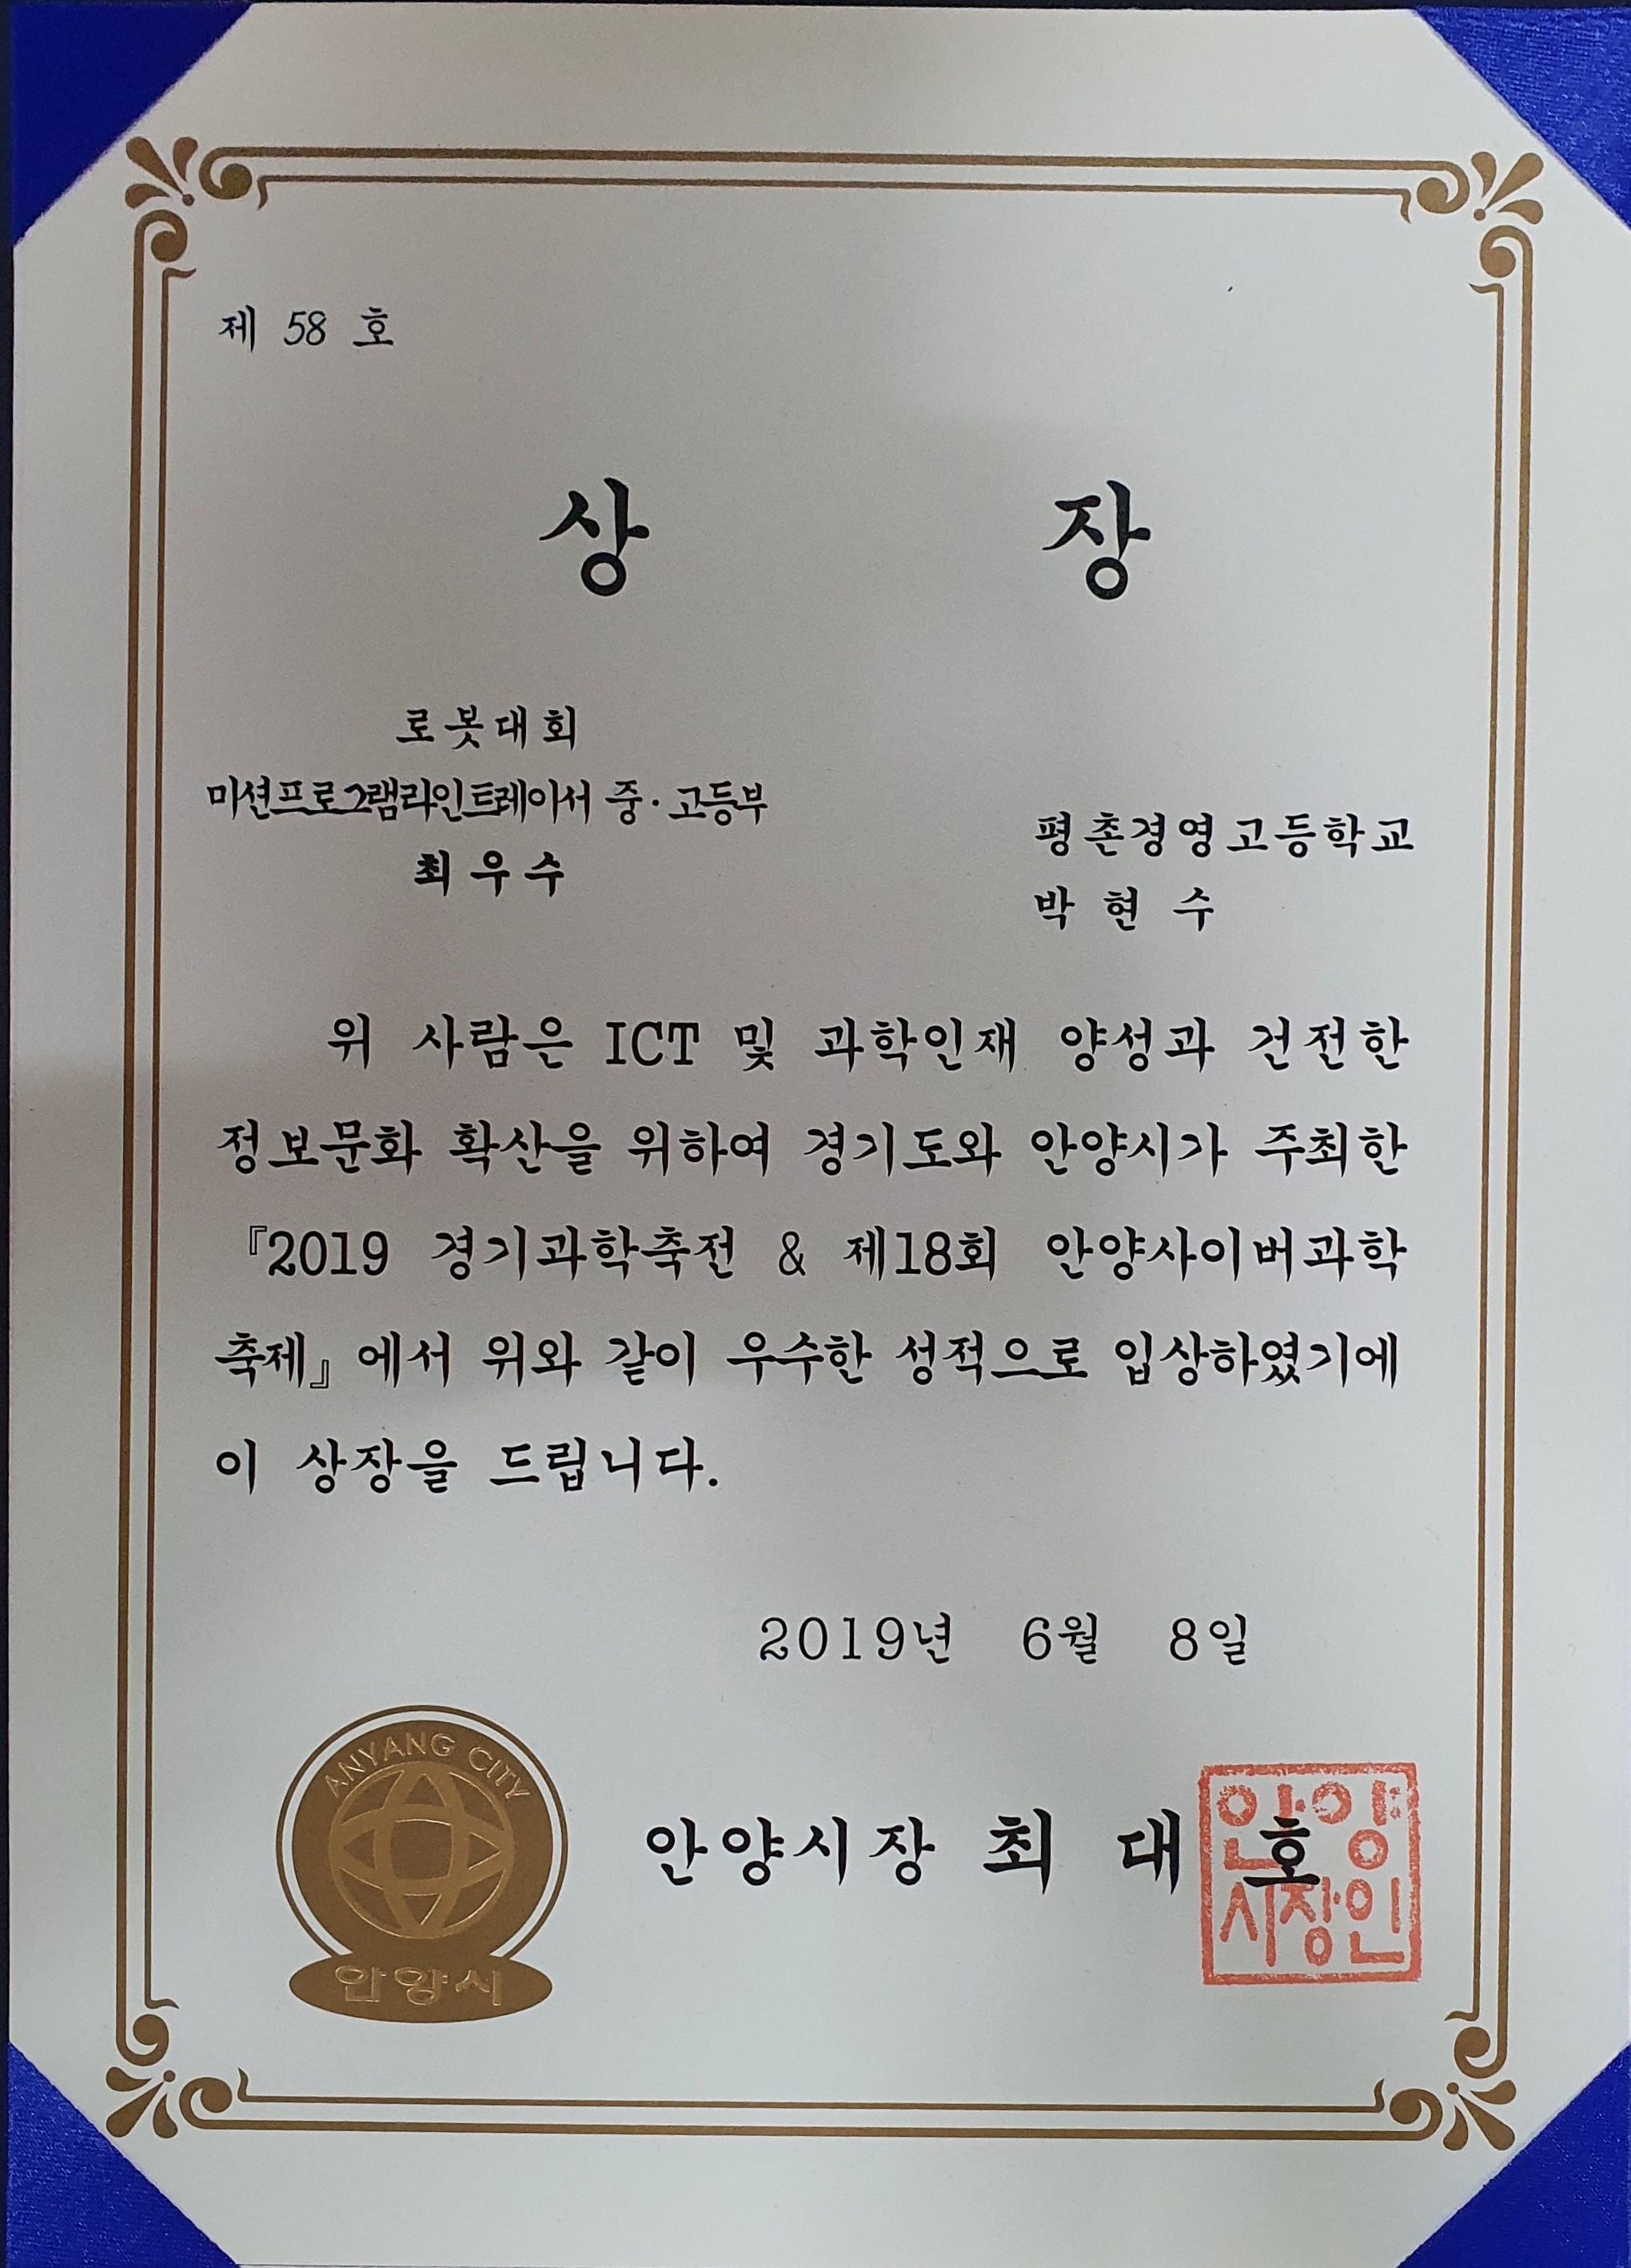 제 58 호
상 장
로봇대회
미션프로그램라인트레이서 중·고등부
최우수
평촌경영고등학교
박 현 수
위 사람은 ICT 및 과학인재 양성과 건전한
정보문화 확산을 위하여 경기도와 안양시가 주최한
『2019 경기과학축전 & 제18회 안양사이버과학
축제』에서 위와 같이 우수한 성적으로 입상하였기에
이 상장을 드립니다.
2019년 6월 8일
ANYANG CITY
안양시
안양시장 최 대 호
안양
시장인